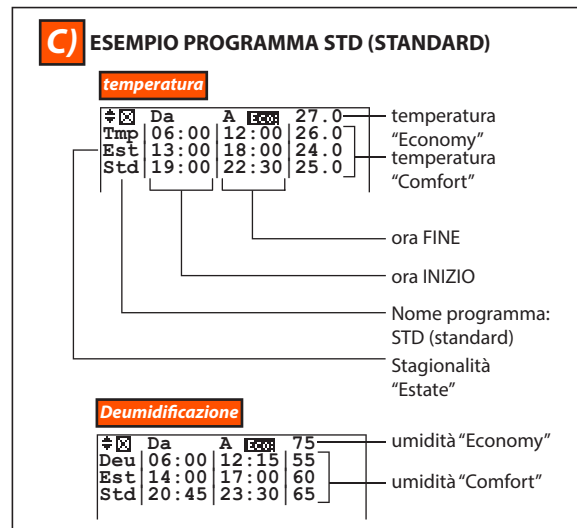 C) ESEMPIO PROGRAMMA STD (STANDARD)
temperatura
Da A ECO: 27.0
Tmp 06:00 12:00 26.0
Est 13:00 18:00 24.0
Std 19:00 22:30 25.0
temperatura
“Economy”
temperatura
“Comfort”
ora FINE
ora INIZIO
Nome programma:
STD (standard)
Stagionalità
“Estate”
Deumidificazione
Da A ECO: 75
Deu 06:00 12:15 55
Est 14:00 17:00 60
Std 20:45 23:30 65
umidità “Economy”
umidità “Comfort”